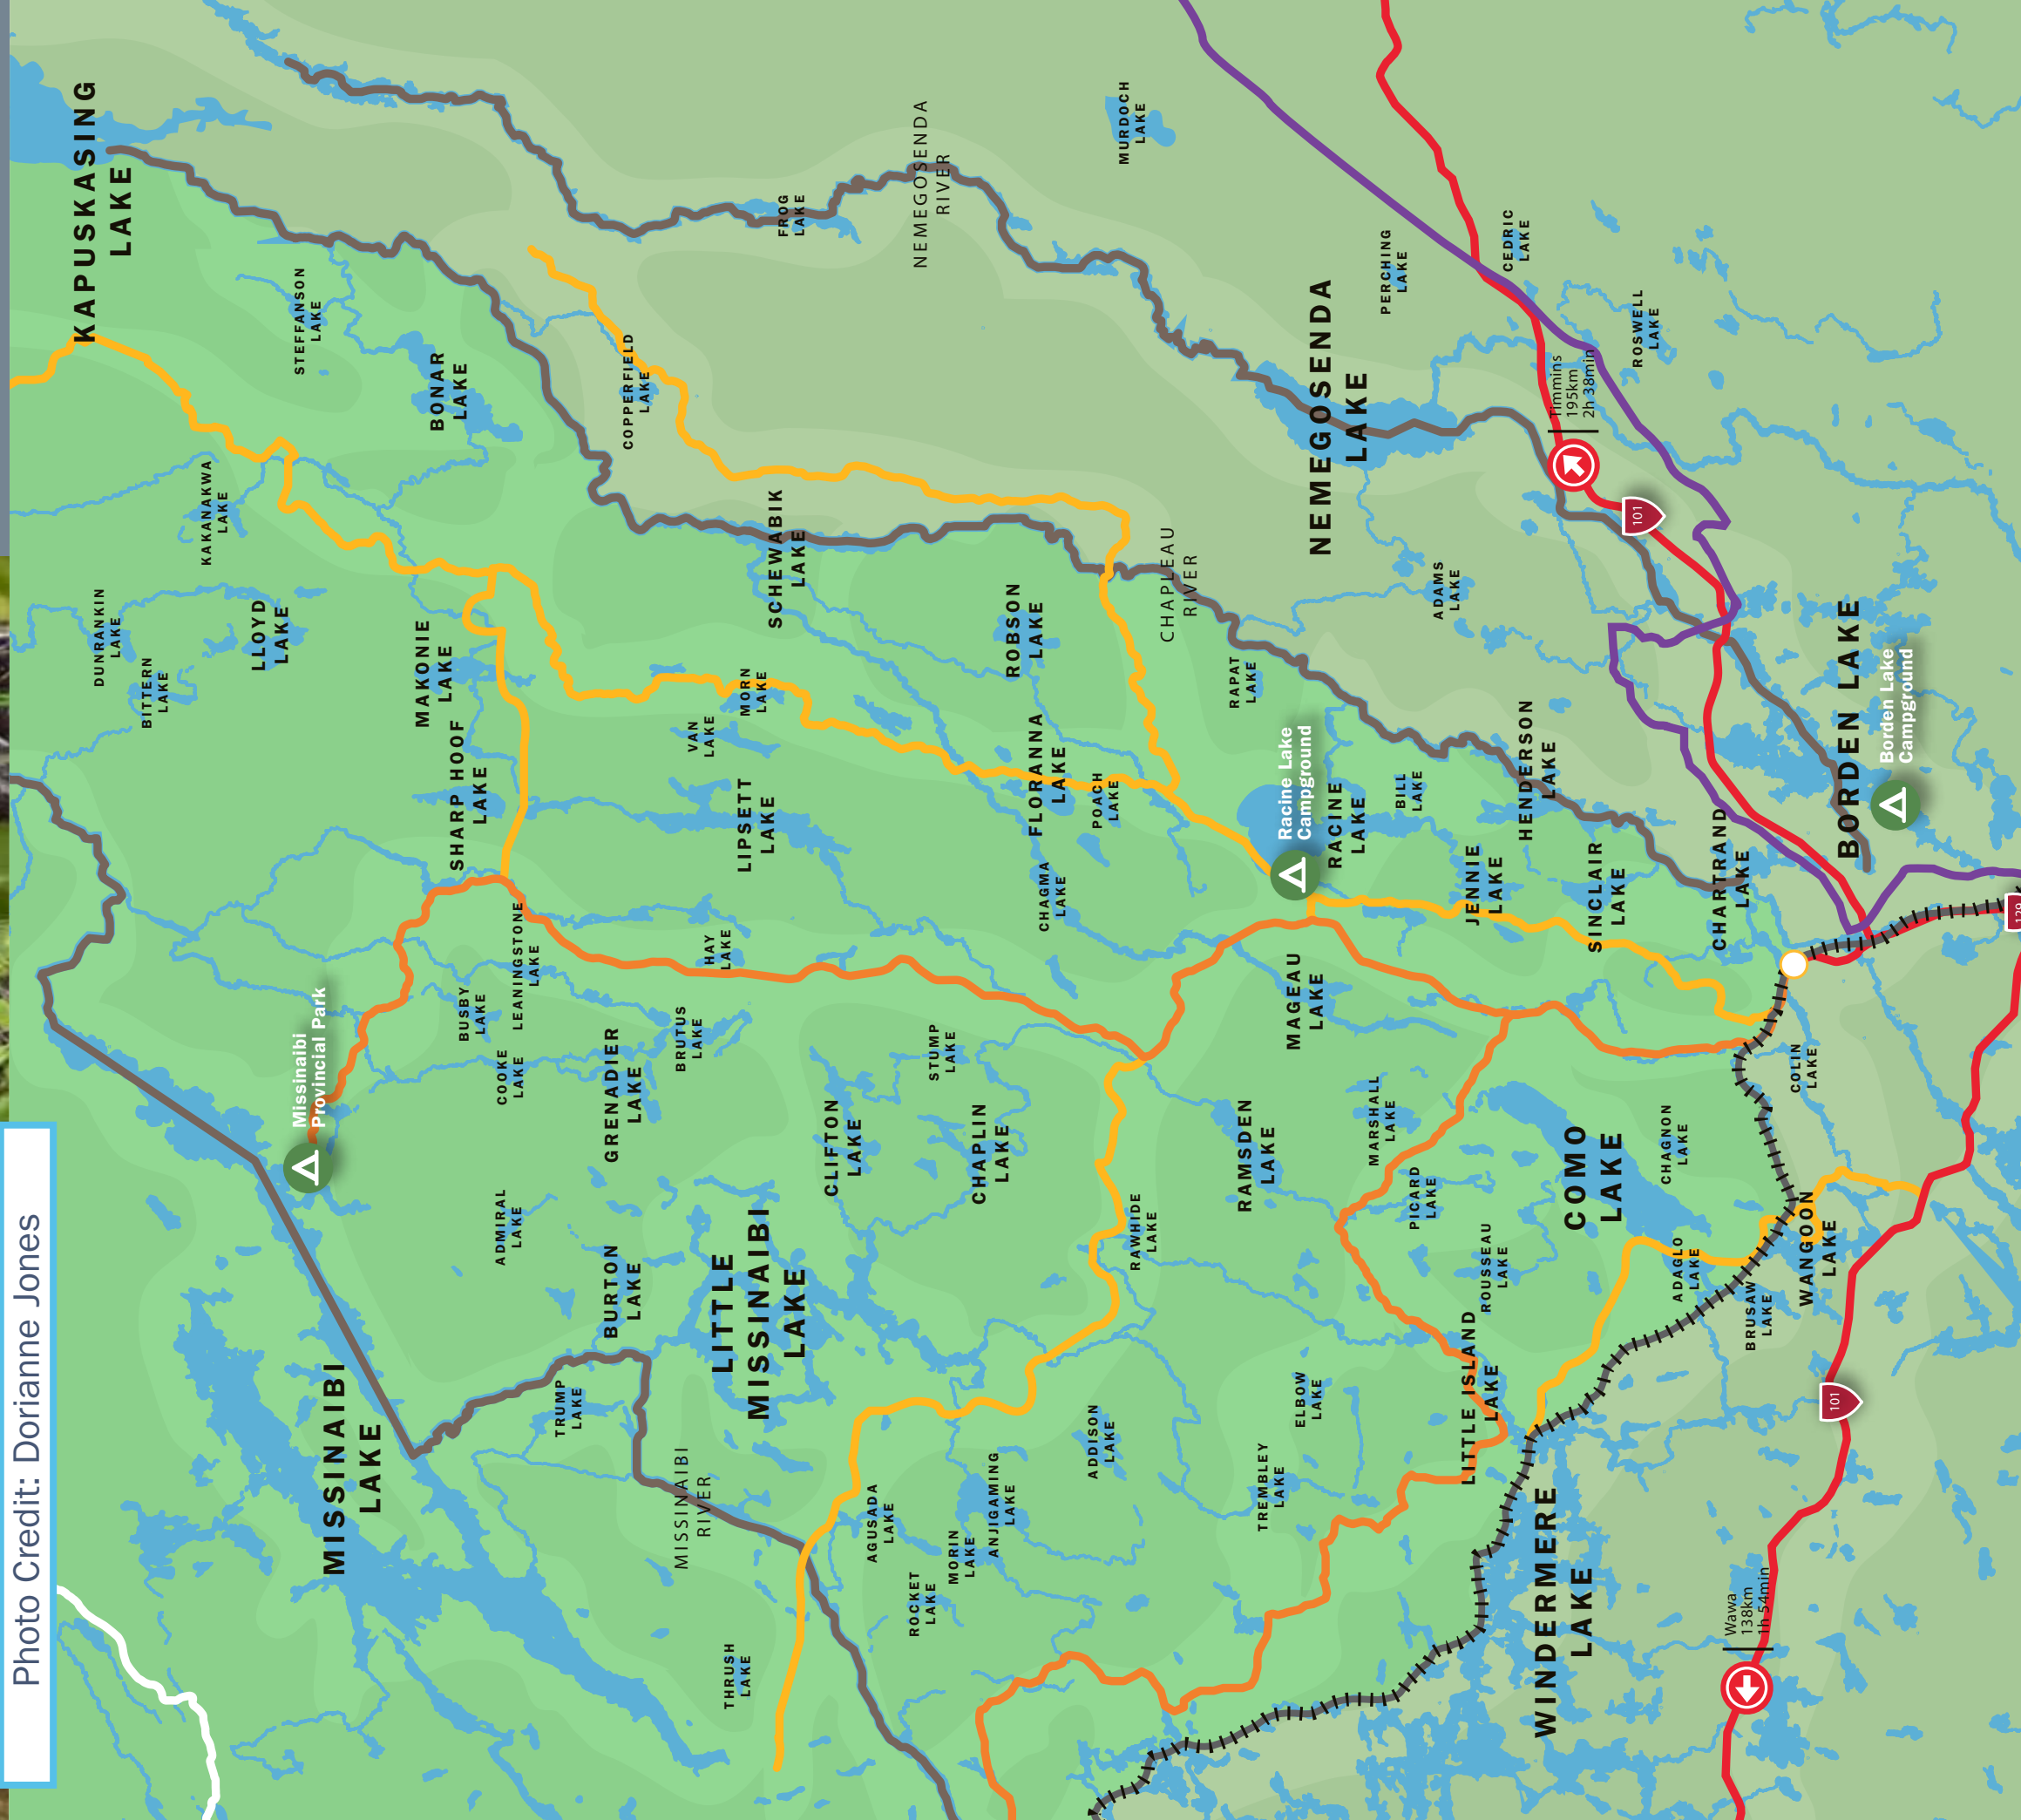 Photo Credit: Dorianne Jones
KAPUSKASING
LAKE
DUNRANKIN
LAKE
BITTERN
LAKE
KAKANAKWA
LAKE
LLOYD
LAKE
STEFFANSON
LAKE
Missinaibi
Provincial Park
MISSINAIBI
LAKE
MAKONIE
LAKE
BONAR
LAKE
SHARP HOOF
LAKE
BUSBY
LAKE
ADMIRAL
LAKE
COOKE
LAKE
LEANINGSTONE
LAKE
TRUMP
LAKE
BURTON
LAKE
GRENADIER
LAKE
COPPERFIELD
LAKE
MISSINAIBI
RIVER
BRUTUS
LAKE
HAY
LAKE
VAN
LAKE
LITTLE
MISSINAIBI
LAKE
THRUSH
LAKE
LIPSETT
LAKE
MORN
LAKE
SCHEWABIK
LAKE
FROG
LAKE
CLIFTON
LAKE
AGUSADA
LAKE
ROCKET
LAKE
NEMEGOSENDA
RIVER
STUMP
LAKE
MORIN
LAKE
CHAPLIN
LAKE
ANJIGAMING
LAKE
ROBSON
LAKE
FLORANNA
LAKE
CHAGMA
LAKE
ADDISON
LAKE
POACH
LAKE
MURDOCH
LAKE
RAWHIDE
LAKE
CHAPLEAU
RIVER
RAPAT
LAKE
RAMSDEN
LAKE
TREMBLEY
LAKE
Racine Lake
Campground
MAGEAU
LAKE
ELBOW
LAKE
NEMEGOSENDA
LAKE
RACINE
LAKE
MARSHALL
LAKE
PERCHING
LAKE
BILL
LAKE
PICARD
LAKE
ADAMS
LAKE
LITTLE ISLAND
LAKE
JENNIE
LAKE
ROUSSEAU
LAKE
CEDRIC
LAKE
HENDERSON
LAKE
WINDERMERE
LAKE
Timmins
195km
2h 38min
COMO
LAKE
SINCLAIR
LAKE
ROSWELL
LAKE
101
CHAGNON
LAKE
ADAGLO
LAKE
CHARTRAND
LAKE
Wawa
138km
1h 54min
BRUSAW
LAKE
COLIN
LAKE
WANGOON
LAKE
101
BORDEN LAKE
Borden Lake
Campground
129